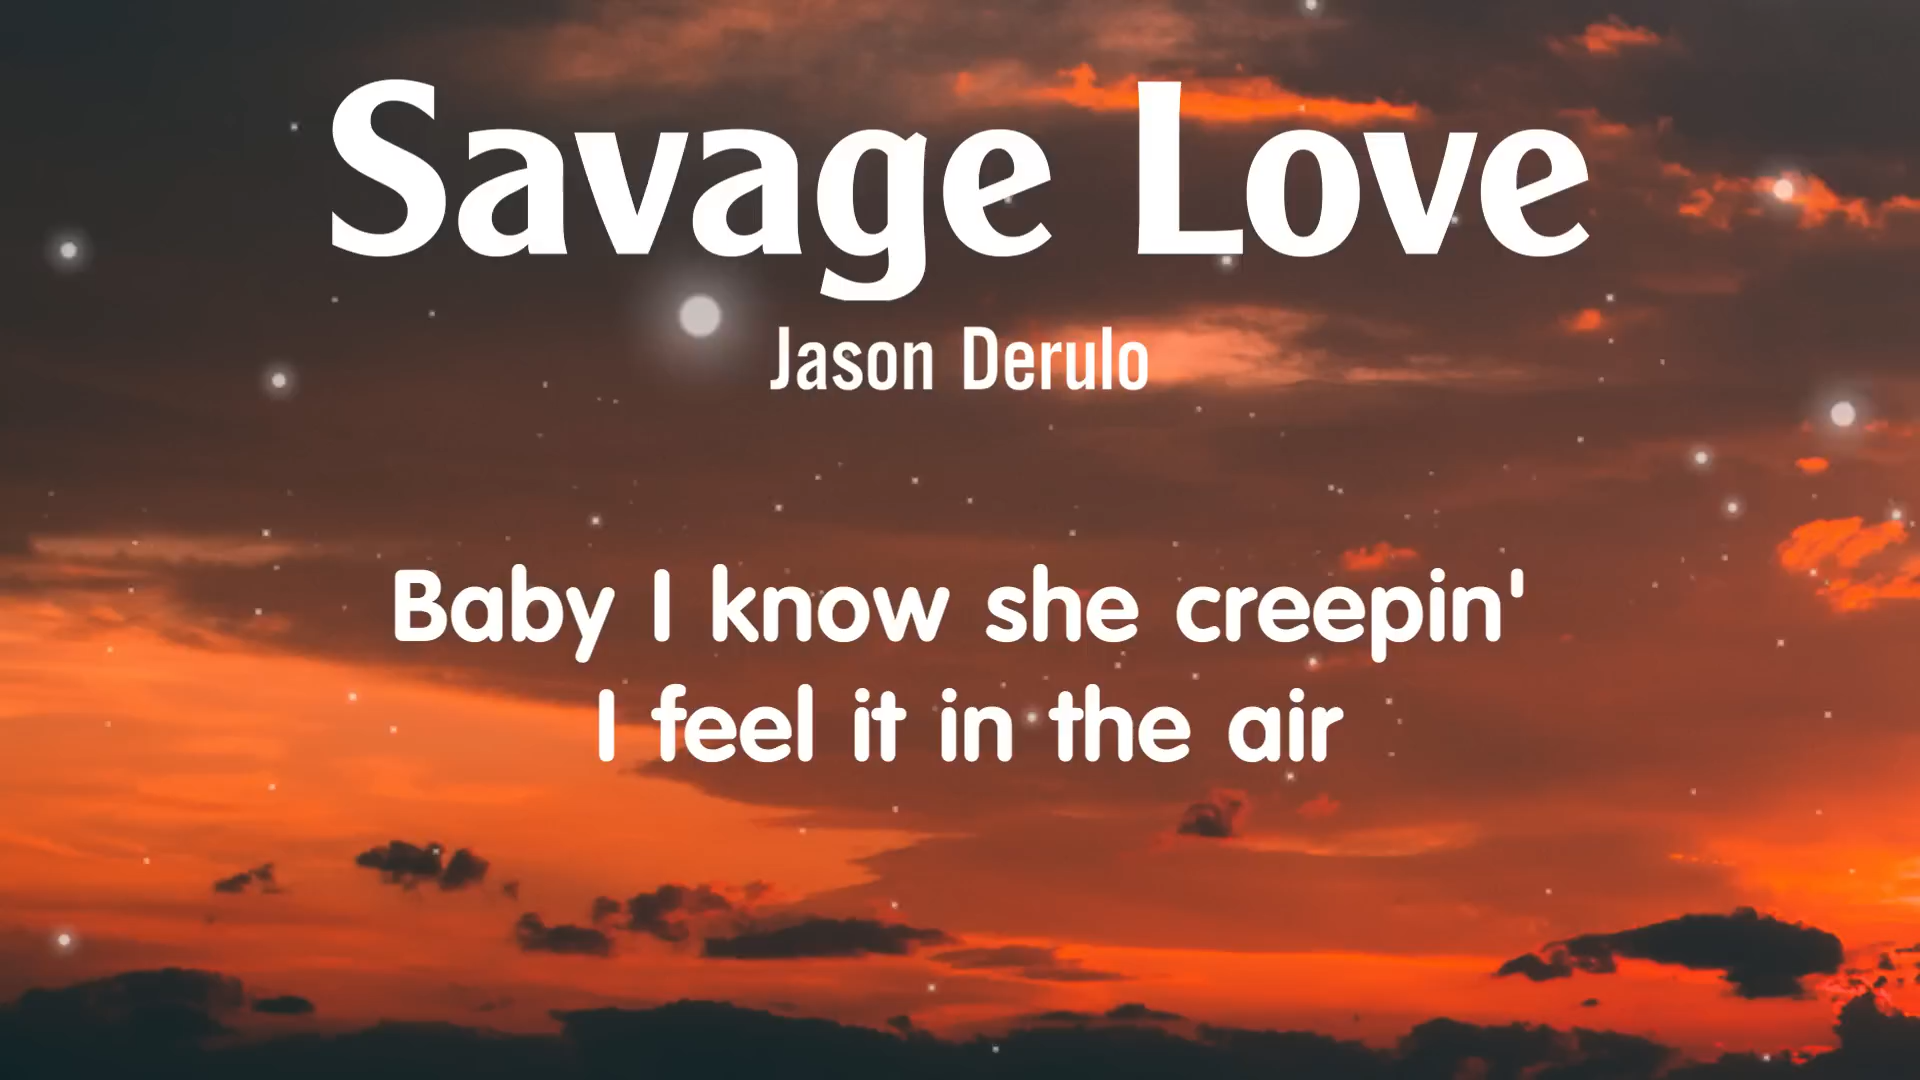 Savage Love
Jason Derulo
Baby I know she creepin'
I feel it in the air